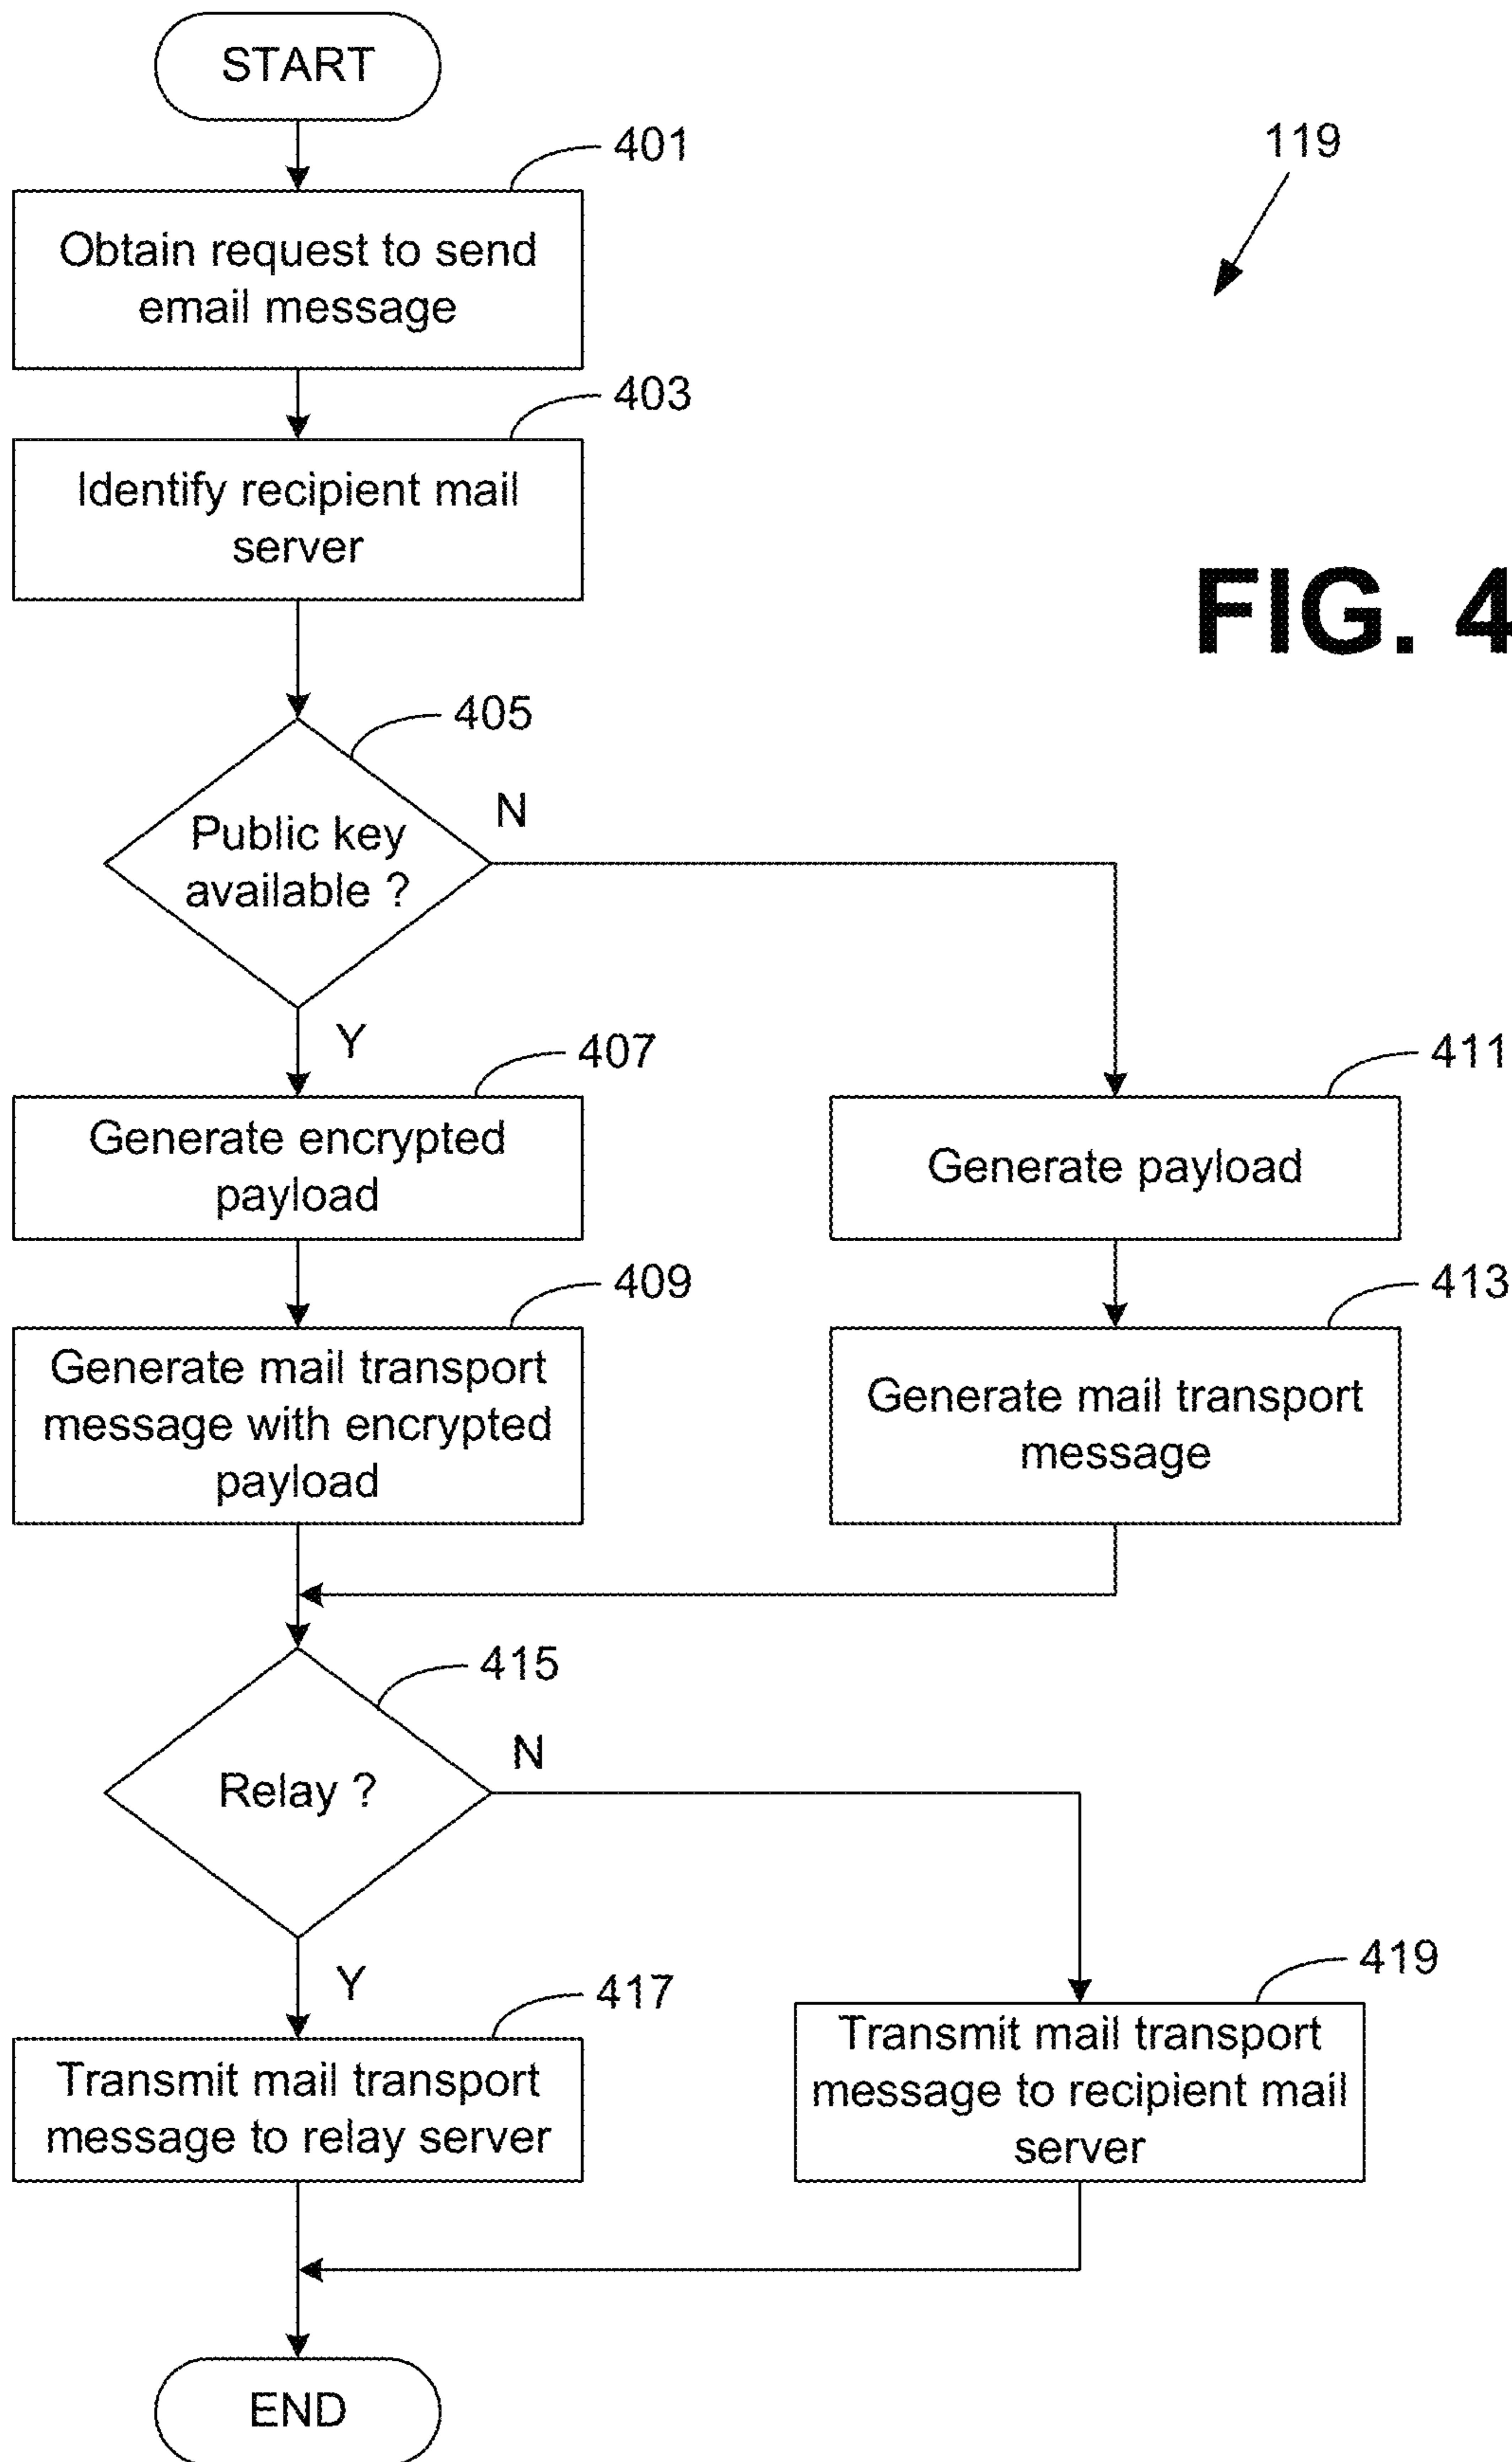 START
401
119
Obtain request to send
email message
403
Identify recipient mail
server
FIG. 4
405
Public key
available ?
N
Y
407
411
Generate encrypted
payload
Generate payload
409
413
Generate mail transport
message with encrypted
payload
Generate mail transport
message
415
Relay ?
N
Y
417
419
Transmit mail transport
message to relay server
Transmit mail transport
message to recipient mail
server
END